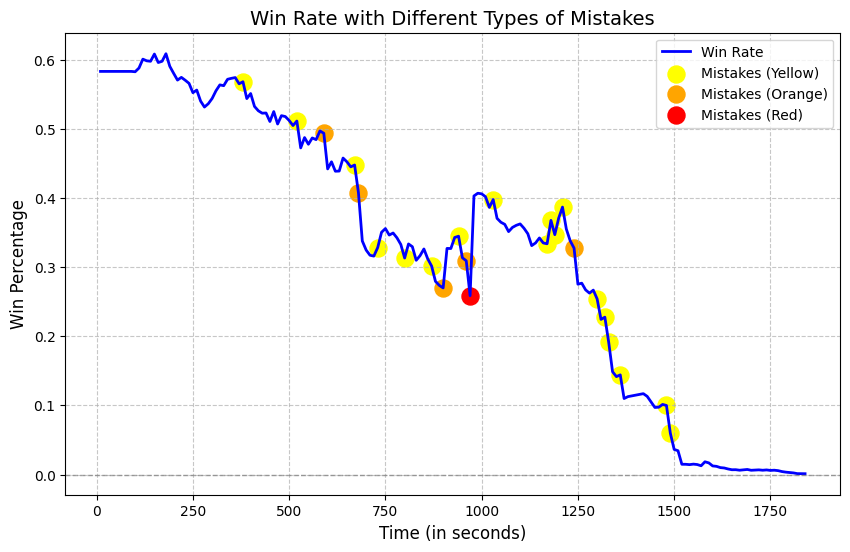 Win Rate with Different Types of Mistakes
Win Rate
Mistakes (Yellow)
Mistakes (Orange)
Mistakes (Red)
Win Percentage
0.6
0.5
0.4
0.3
0.2
0.1
0.0
0 250 500 750 1000 1250 1500 1750
Time (in seconds)